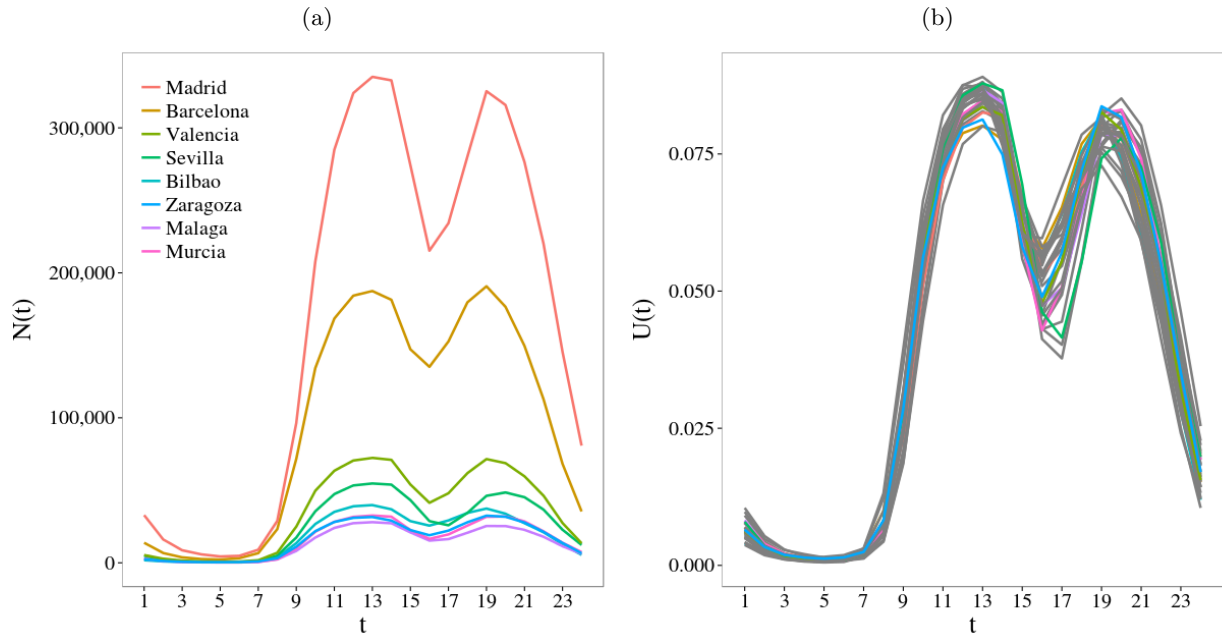 (a)
N(t)
300,000
200,000
100,000
0
Madrid
Barcelona
Valencia
Sevilla
Bilbao
Zaragoza
Malaga
Murcia
1 3 5 7 9 11 13 15 17 19 21 23
t
(b)
U(t)
0.075
0.050
0.025
0.000
1 3 5 7 9 11 13 15 17 19 21 23
t